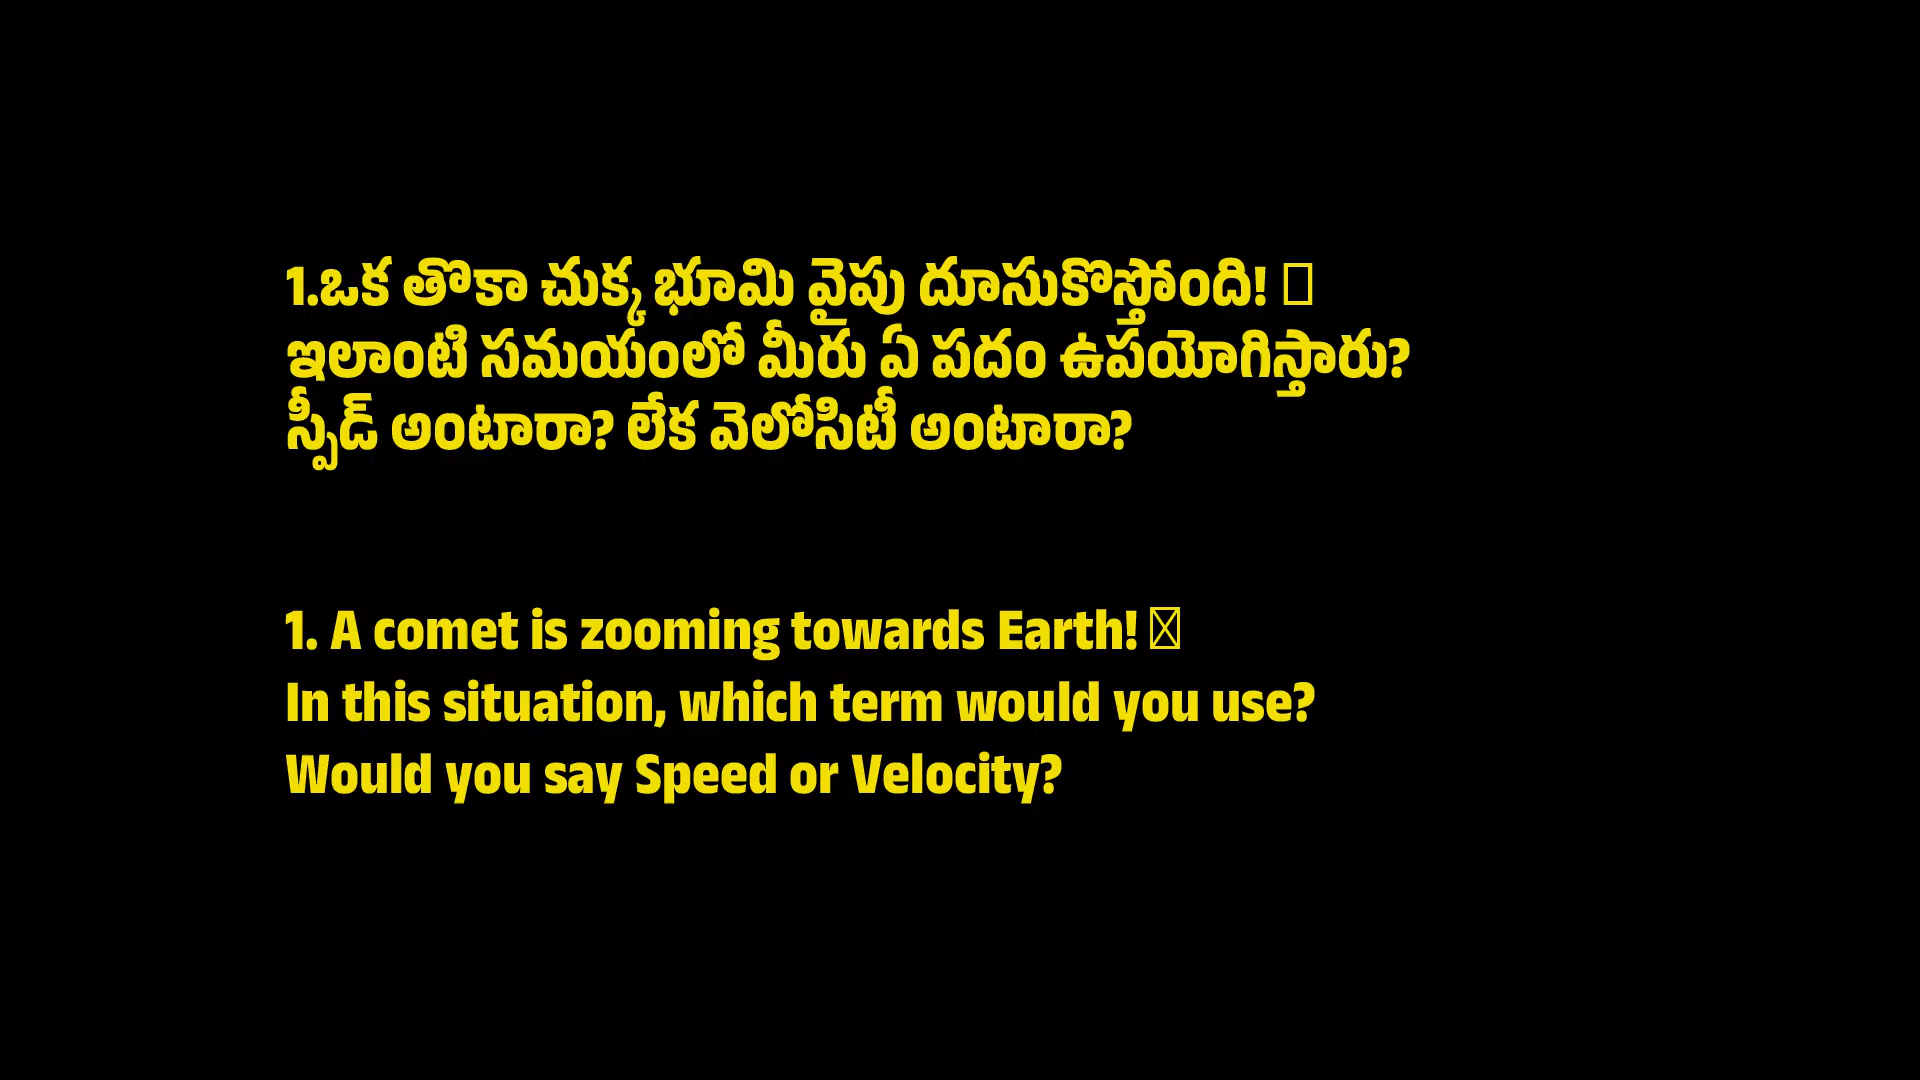 1.ఒక తొకా చుక్క భూమి వైపు దూసుకొస్తోంది!
ఇలాంటి సమయంలో మీరు ఏ పదం ఉపయోగిస్తారు?
స్పీడ్ అంటారా? లేక వెలోసిటీ అంటారా?
1. A comet is zooming towards Earth!
In this situation, which term would you use?
Would you say Speed or Velocity?